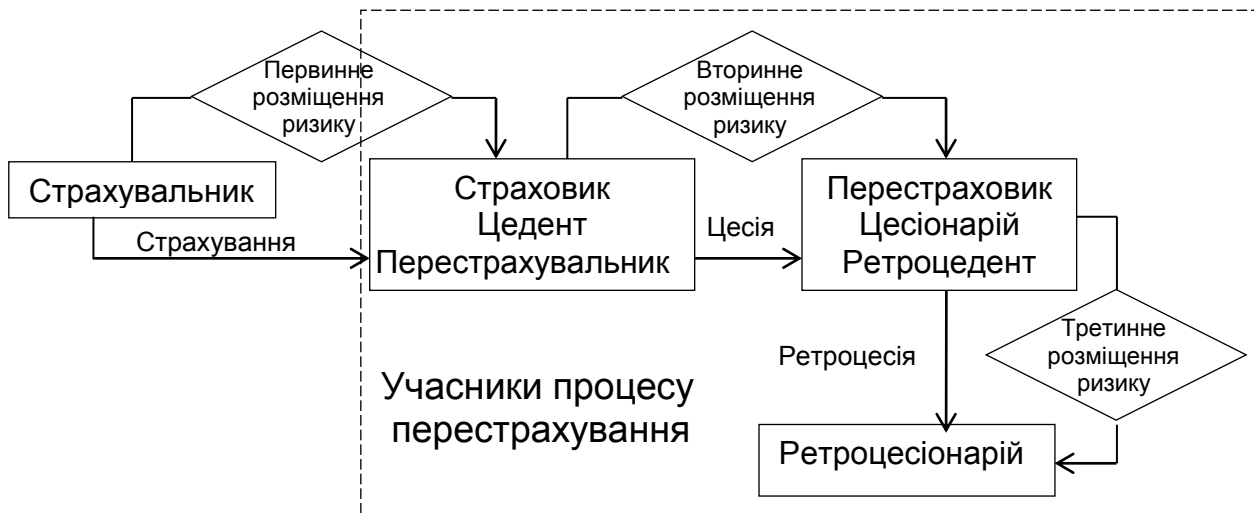 Первинне
розміщення
ризику
Вторинне
розміщення
ризику
Страхувальник
Страховик
Цедент
Перестрахувальник
Перестраховик
Цесіонарій
Ретроцедент
Страхування
Цесія
Ретроцесія
Третинне
розміщення
ризику
Учасники процесу
перестрахування
Ретроцесіонарій